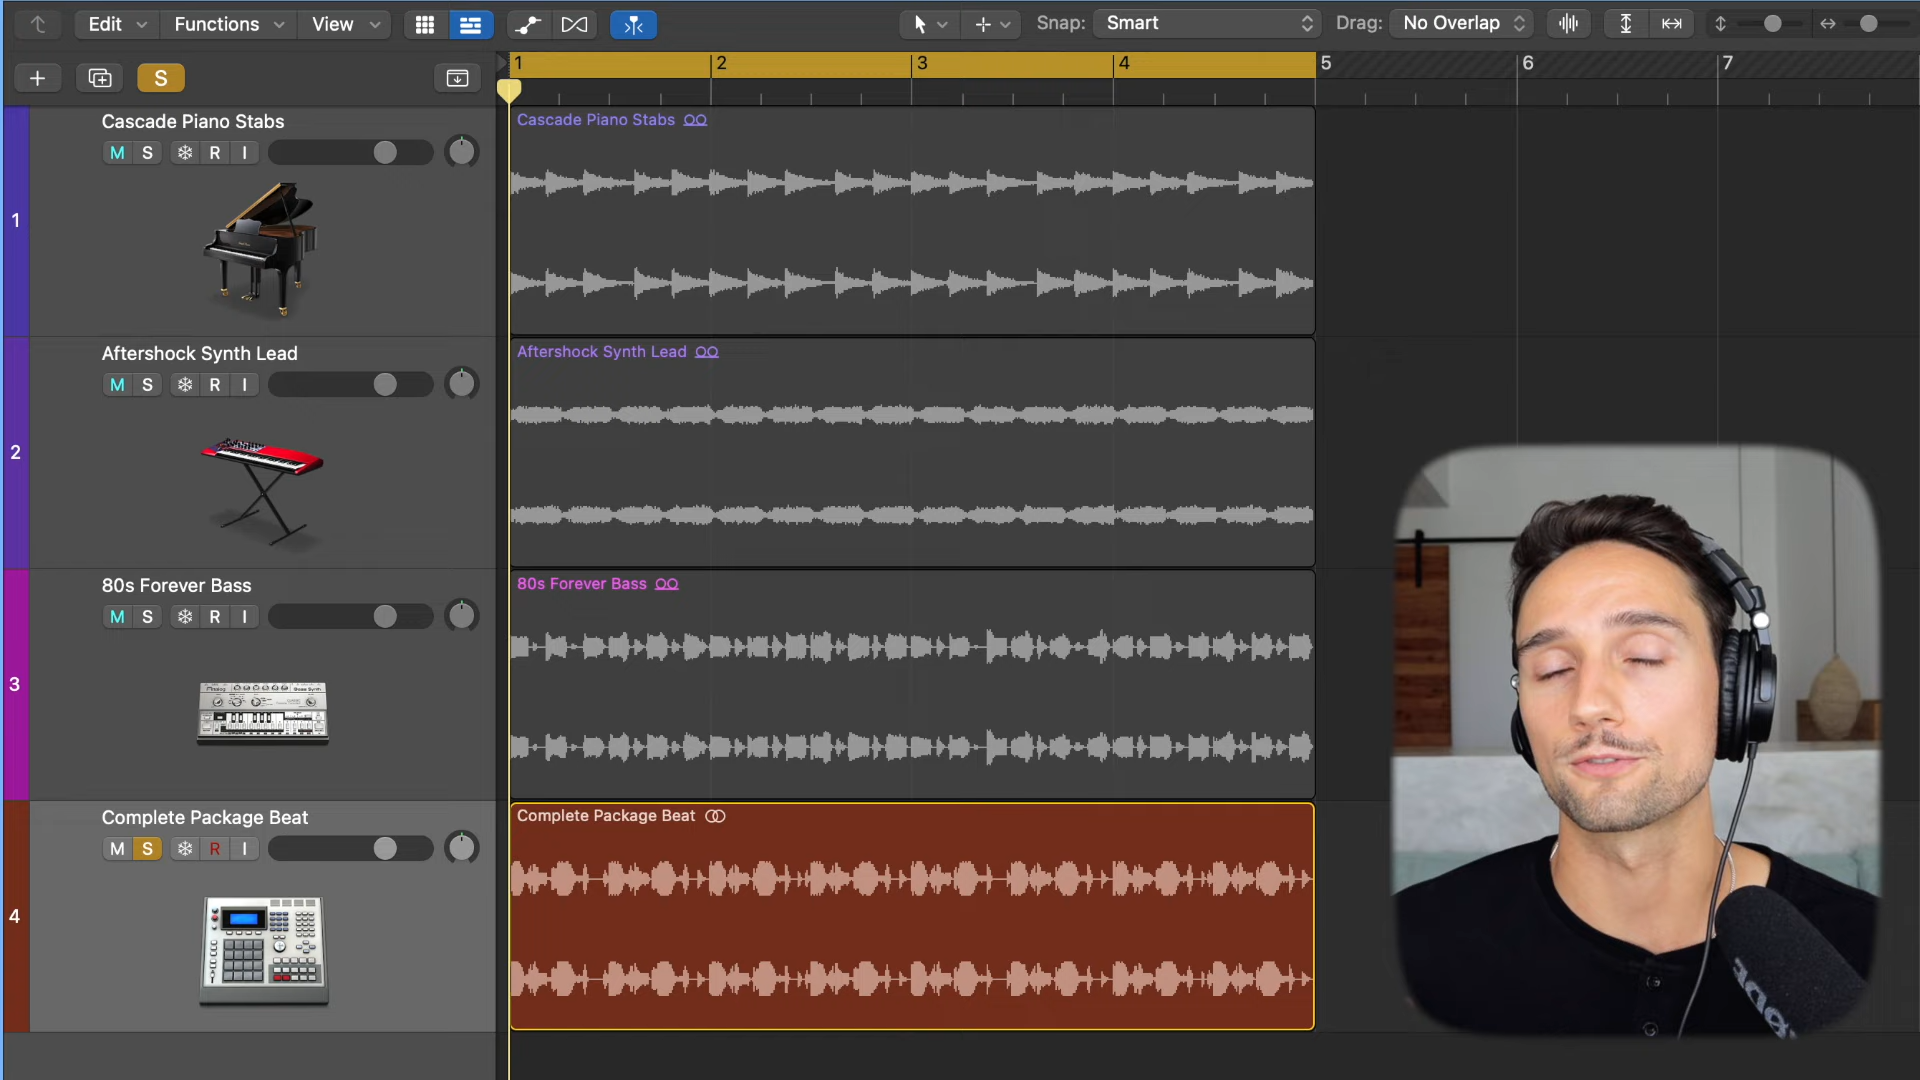 Edit Functions View Snap: Smart Drag: No Overlap
S
1 2 3 4 5 6 7
Cascade Piano Stabs
M S R I
1
Cascade Piano Stabs
Aftershock Synth Lead
M S R I
2
Aftershock Synth Lead
80s Forever Bass
M S R I
3
80s Forever Bass
Complete Package Beat
M S R I
4
Complete Package Beat